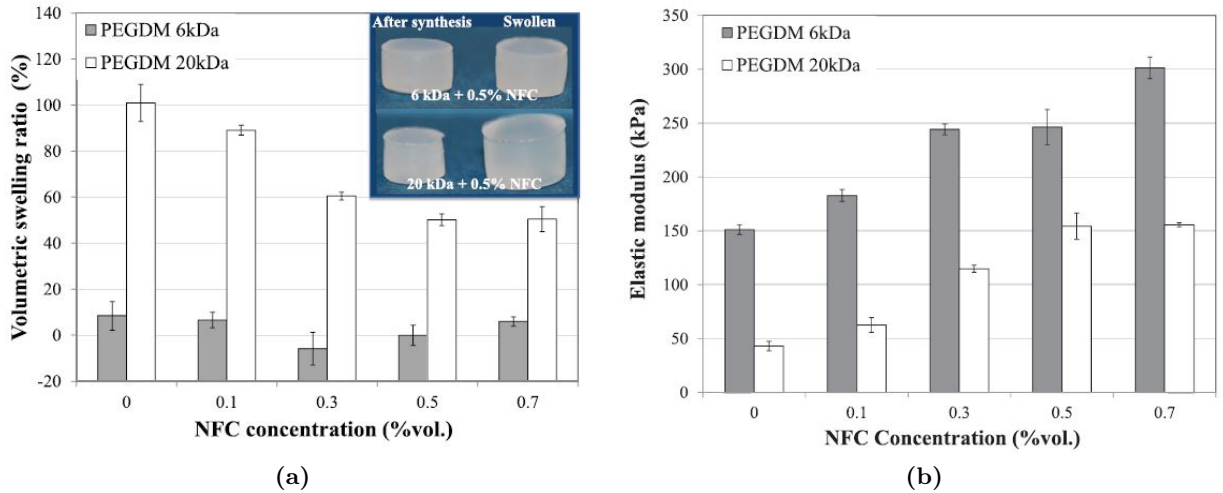 140
120
100
80
60
40
20
0
-20
Volumetric swelling ratio (%)
PEGDM 6kDa
PEGDM 20kDa
After synthesis Swollen
6 kDa + 0.5% NFC
20 kDa + 0.5% NFC
0 0.1 0.3 0.5 0.7
NFC concentration (%vol.)
(a)
350
300
250
200
150
100
50
0
Elastic modulus (kPa)
PEGDM 6kDa
PEGDM 20kDa
0 0.1 0.3 0.5 0.7
NFC Concentration (%vol.)
(b)